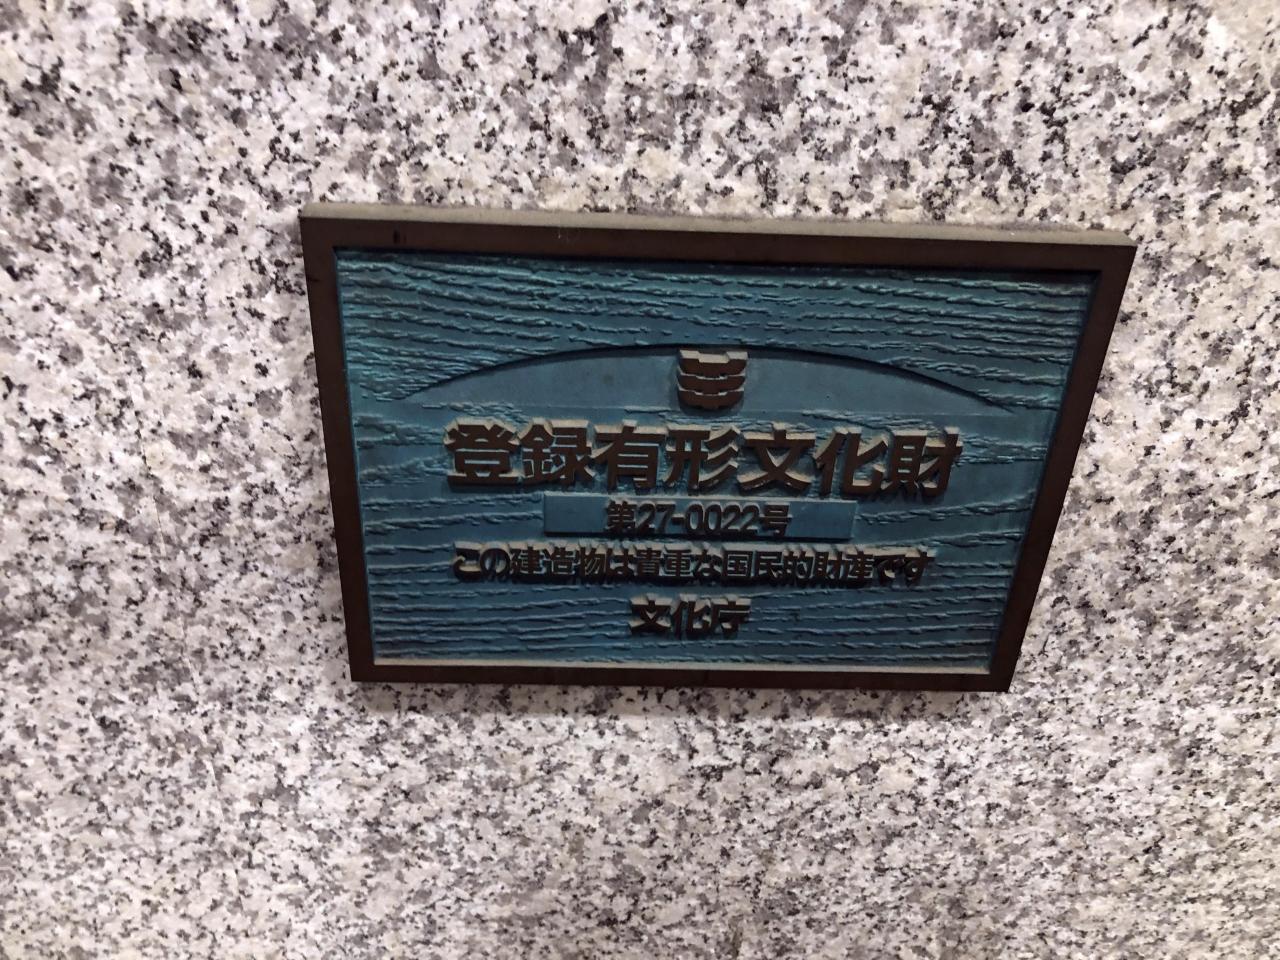 登録有形文化財
第27-0022号
この建造物は貴重な国民的財産です
文化庁